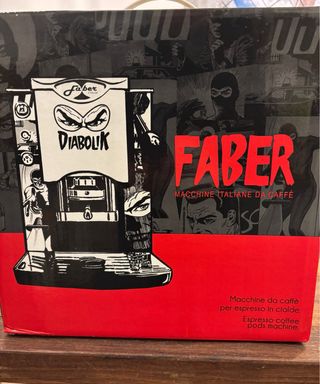 faber
DIABOLIK
FABER
MACCHINE ITALIANE DA CAFFÈ
Macchine da caffè
per espresso in cialde
Espresso coffee
pods machine